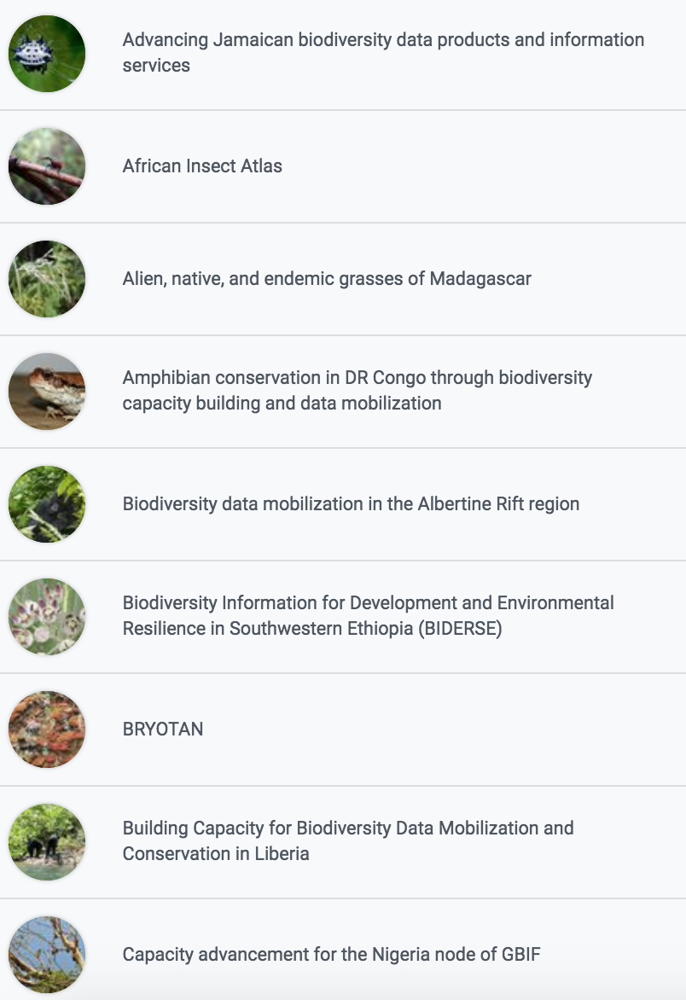 Advancing Jamaican biodiversity data products and information
services
African Insect Atlas
Alien, native, and endemic grasses of Madagascar
Amphibian conservation in DR Congo through biodiversity
capacity building and data mobilization
Biodiversity data mobilization in the Albertine Rift region
Biodiversity Information for Development and Environmental
Resilience in Southwestern Ethiopia (BIDERSE)
BRYOTAN
Building Capacity for Biodiversity Data Mobilization and
Conservation in Liberia
Capacity advancement for the Nigeria node of GBIF